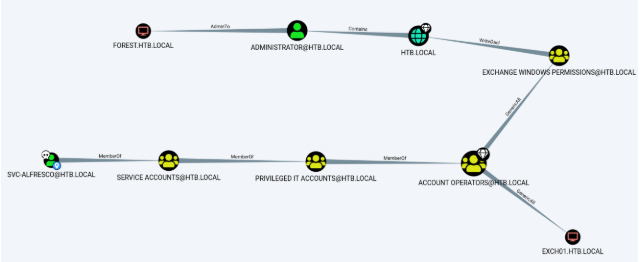 AdminTo
Contains
WriteDacl
FOREST.HTB.LOCAL
ADMINISTRATOR@HTB.LOCAL
HTB.LOCAL
EXCHANGE WINDOWS PERMISSIONS@HTB.LOCAL
GenericAll
MemberOf
MemberOf
MemberOf
SVC-ALFRESCO@HTB.LOCAL
SERVICE ACCOUNTS@HTB.LOCAL
PRIVILEGED IT ACCOUNTS@HTB.LOCAL
ACCOUNT OPERATORS@HTB.LOCAL
GenericAll
EXCH01.HTB.LOCAL